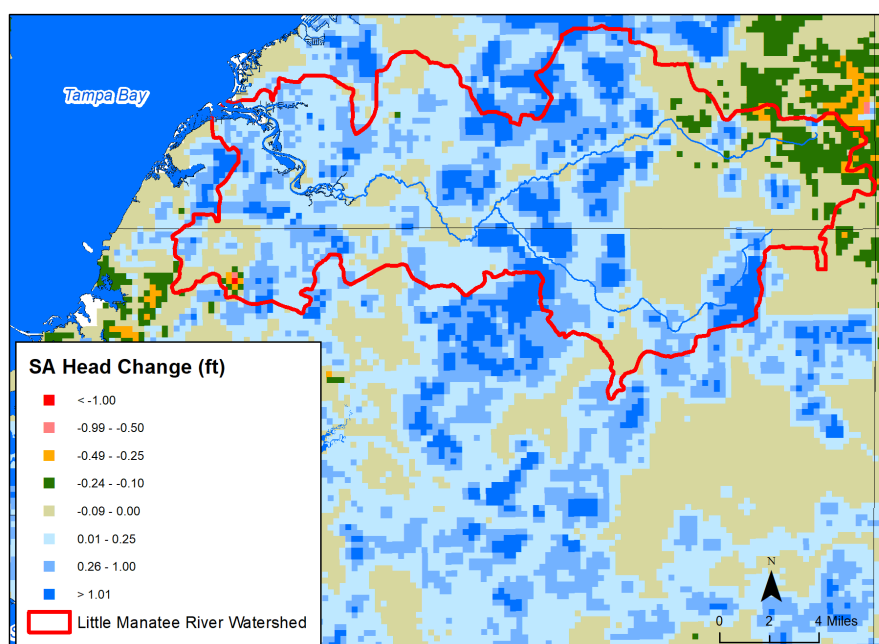 Tampa Bay
SA Head Change (ft)
< -1.00
-0.99 - -0.50
-0.49 - -0.25
-0.24 - -0.10
-0.09 - 0.00
0.01 - 0.25
0.26 - 1.00
> 1.01
Little Manatee River Watershed
N
0 2 4 Miles